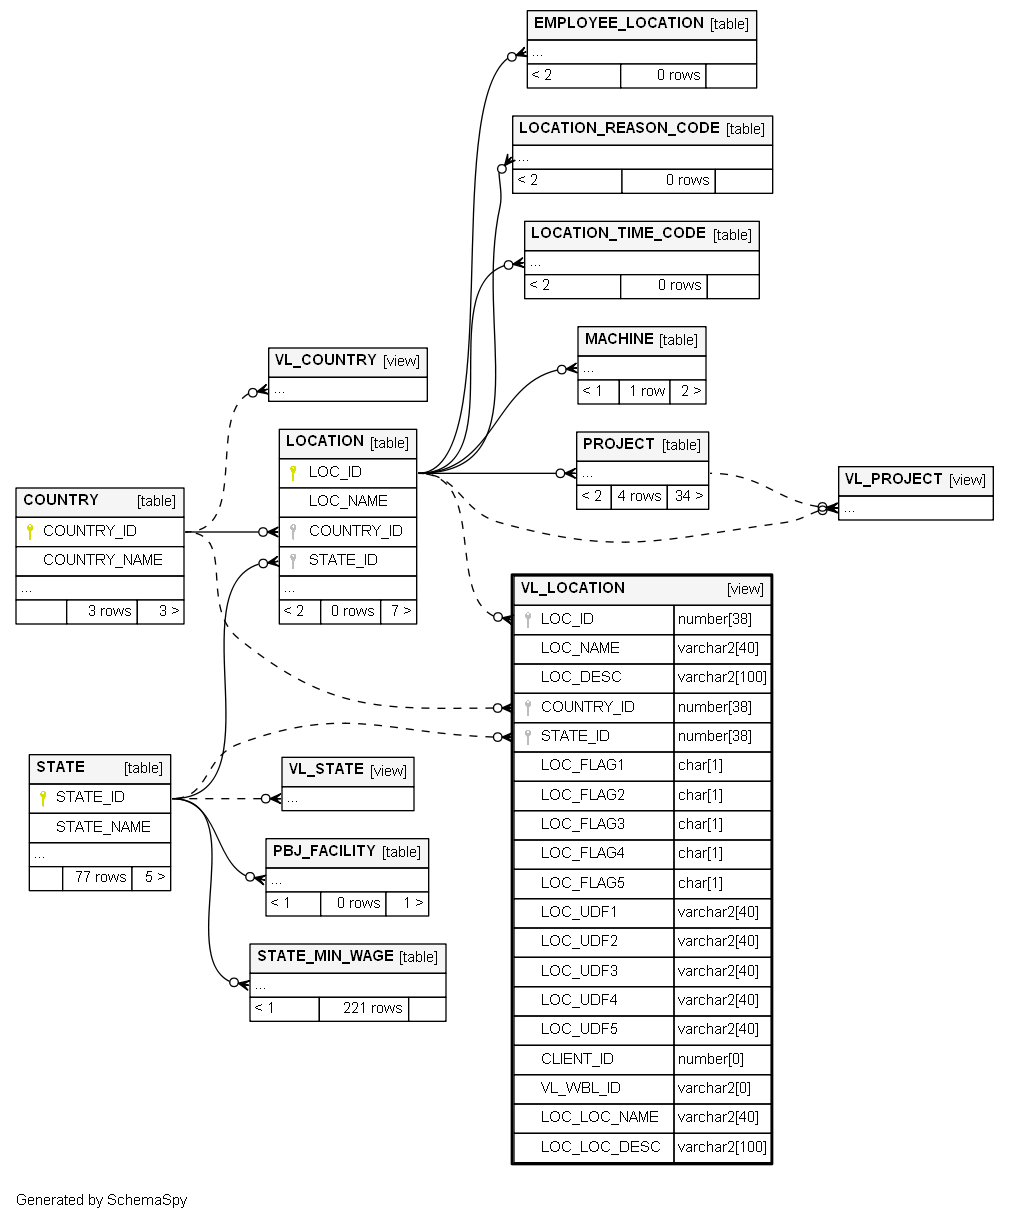 EMPLOYEE_LOCATION [table]
...
< 2 0 rows
LOCATION_REASON_CODE [table]
...
< 2 0 rows
LOCATION_TIME_CODE [table]
...
< 2 0 rows
MACHINE [table]
...
< 1 1 row 2 >
VL_COUNTRY [view]
...
LOCATION [table]
LOC_ID
LOC_NAME
COUNTRY_ID
STATE_ID
...
< 2 0 rows 7 >
PROJECT [table]
...
< 2 4 rows 34 >
VL_PROJECT [view]
...
COUNTRY [table]
COUNTRY_ID
COUNTRY_NAME
...
3 rows 3 >
VL_LOCATION [view]
LOC_ID number[38]
LOC_NAME varchar2[40]
LOC_DESC varchar2[100]
COUNTRY_ID number[38]
STATE_ID number[38]
LOC_FLAG1 char[1]
LOC_FLAG2 char[1]
LOC_FLAG3 char[1]
LOC_FLAG4 char[1]
LOC_FLAG5 char[1]
LOC_UDF1 varchar2[40]
LOC_UDF2 varchar2[40]
LOC_UDF3 varchar2[40]
LOC_UDF4 varchar2[40]
LOC_UDF5 varchar2[40]
CLIENT_ID number[0]
VL_WBL_ID varchar2[0]
LOC_LOC_NAME varchar2[40]
LOC_LOC_DESC varchar2[100]
STATE [table]
STATE_ID
STATE_NAME
...
77 rows 5 >
VL_STATE [view]
...
PBJ_FACILITY [table]
...
< 1 0 rows 1 >
STATE_MIN_WAGE [table]
...
< 1 221 rows
Generated by SchemaSpy